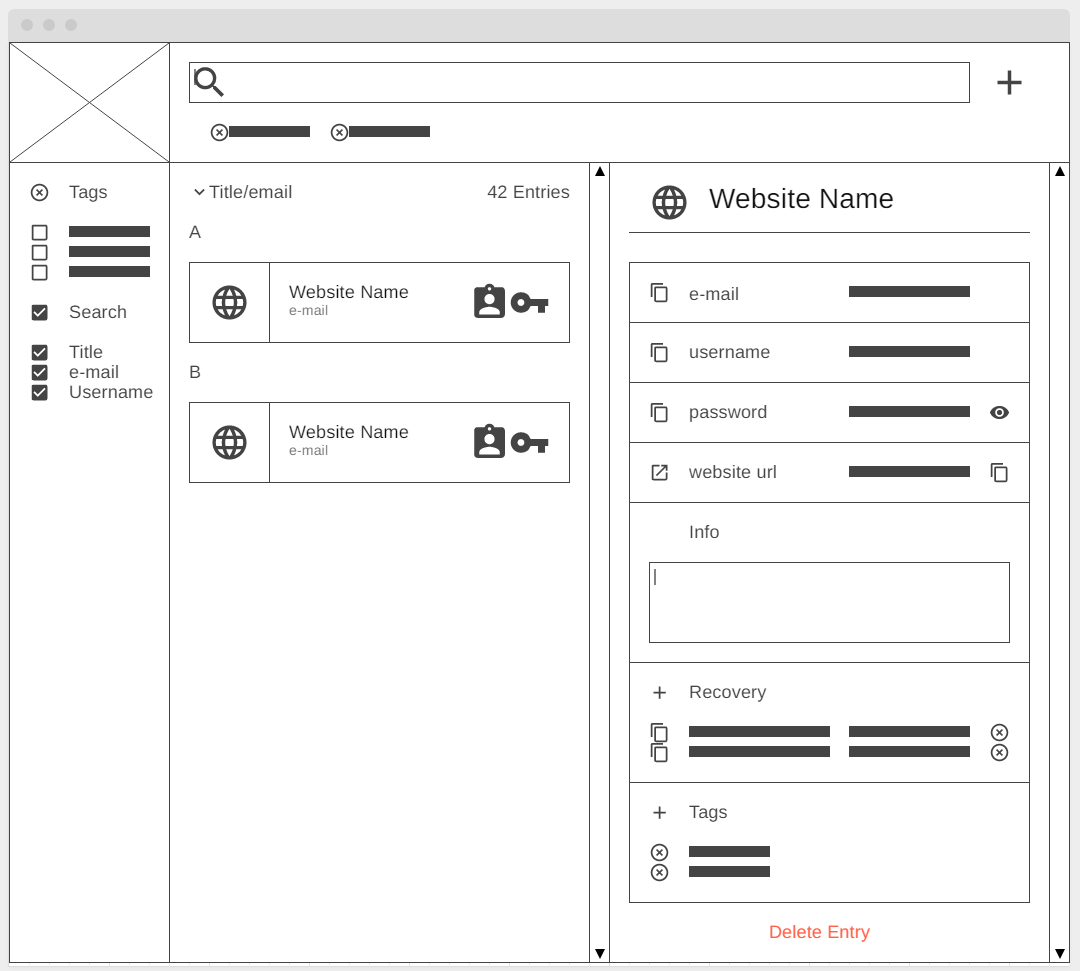 Tags
Search
Title
e-mail
Username
Title/email 42 Entries
A
Website Name
e-mail
B
Website Name
e-mail
Website Name
e-mail
username
password
website url
Info
Recovery
Tags
Delete Entry